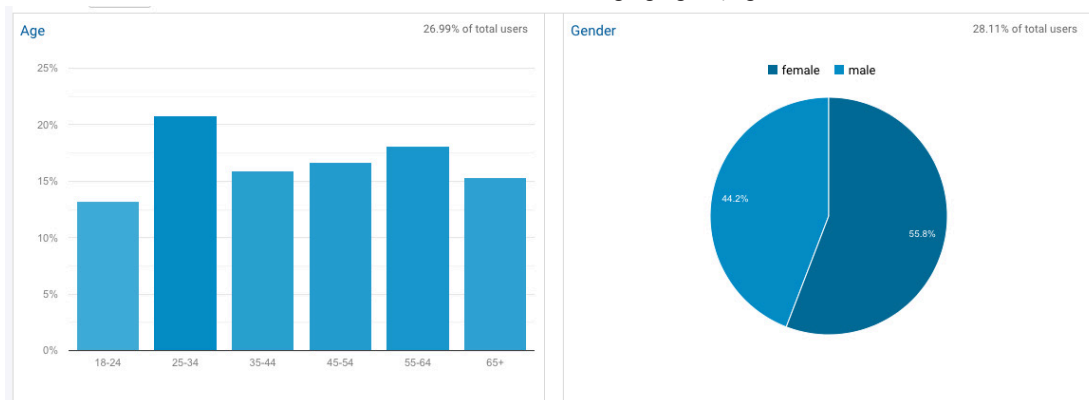 Age
26.99% of total users
25%
20%
15%
10%
5%
0%
18-24
25-34
35-44
45-54
55-64
65+
Gender
28.11% of total users
female
male
44.2%
55.8%